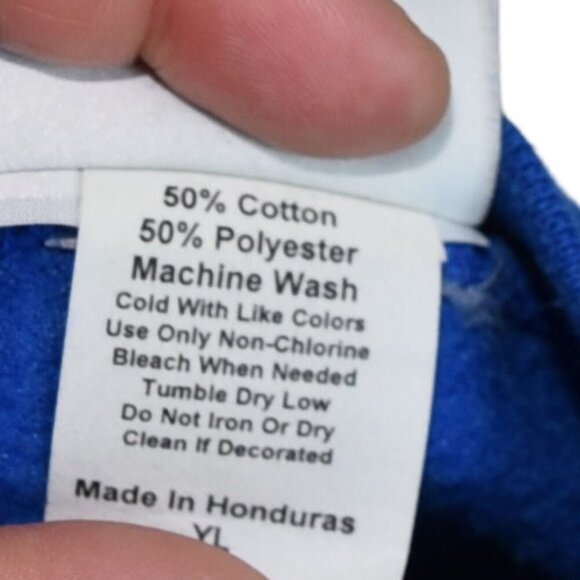 50% Cotton
50% Polyester
Machine Wash
Cold With Like Colors
Use Only Non-Chlorine
Bleach When Needed
Tumble Dry Low
Do Not Iron Or Dry
Clean If Decorated
Made In Honduras
XL